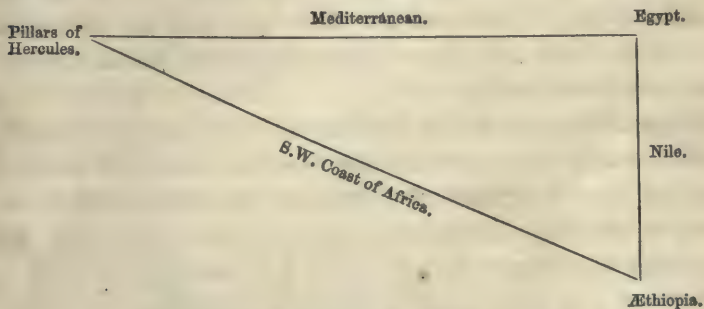 Mediterranean.
Egypt.
Pillars of
Hercules.
S.W. Coast of Africa.
Nile.
Æthiopia.